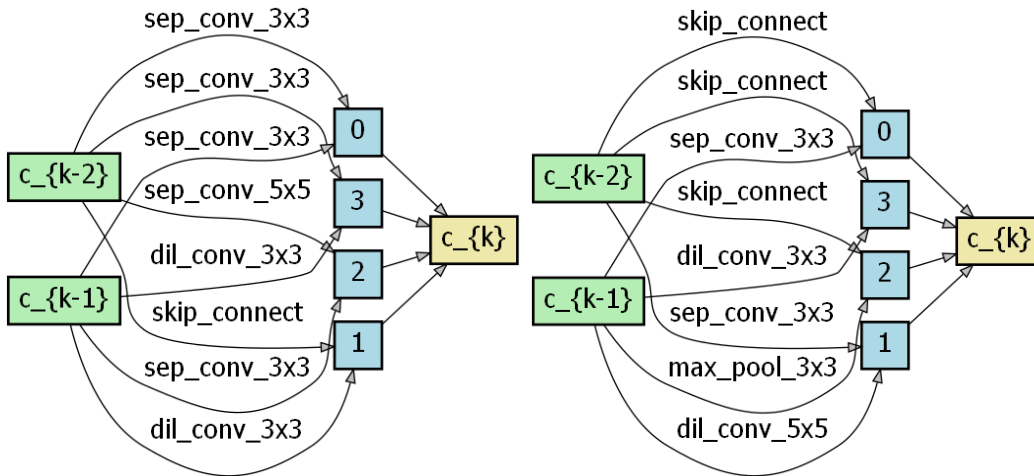 sep_conv_3x3
sep_conv_3x3
0
sep_conv_3x3
c_{k-2}
sep_conv_5x5
3
c_{k}
dil_conv_3x3
2
c_{k-1}
skip_connect
1
sep_conv_3x3
dil_conv_3x3
skip_connect
skip_connect
0
sep_conv_3x3
c_{k-2}
skip_connect
3
c_{k}
dil_conv_3x3
2
c_{k-1}
sep_conv_3x3
1
max_pool_3x3
dil_conv_5x5